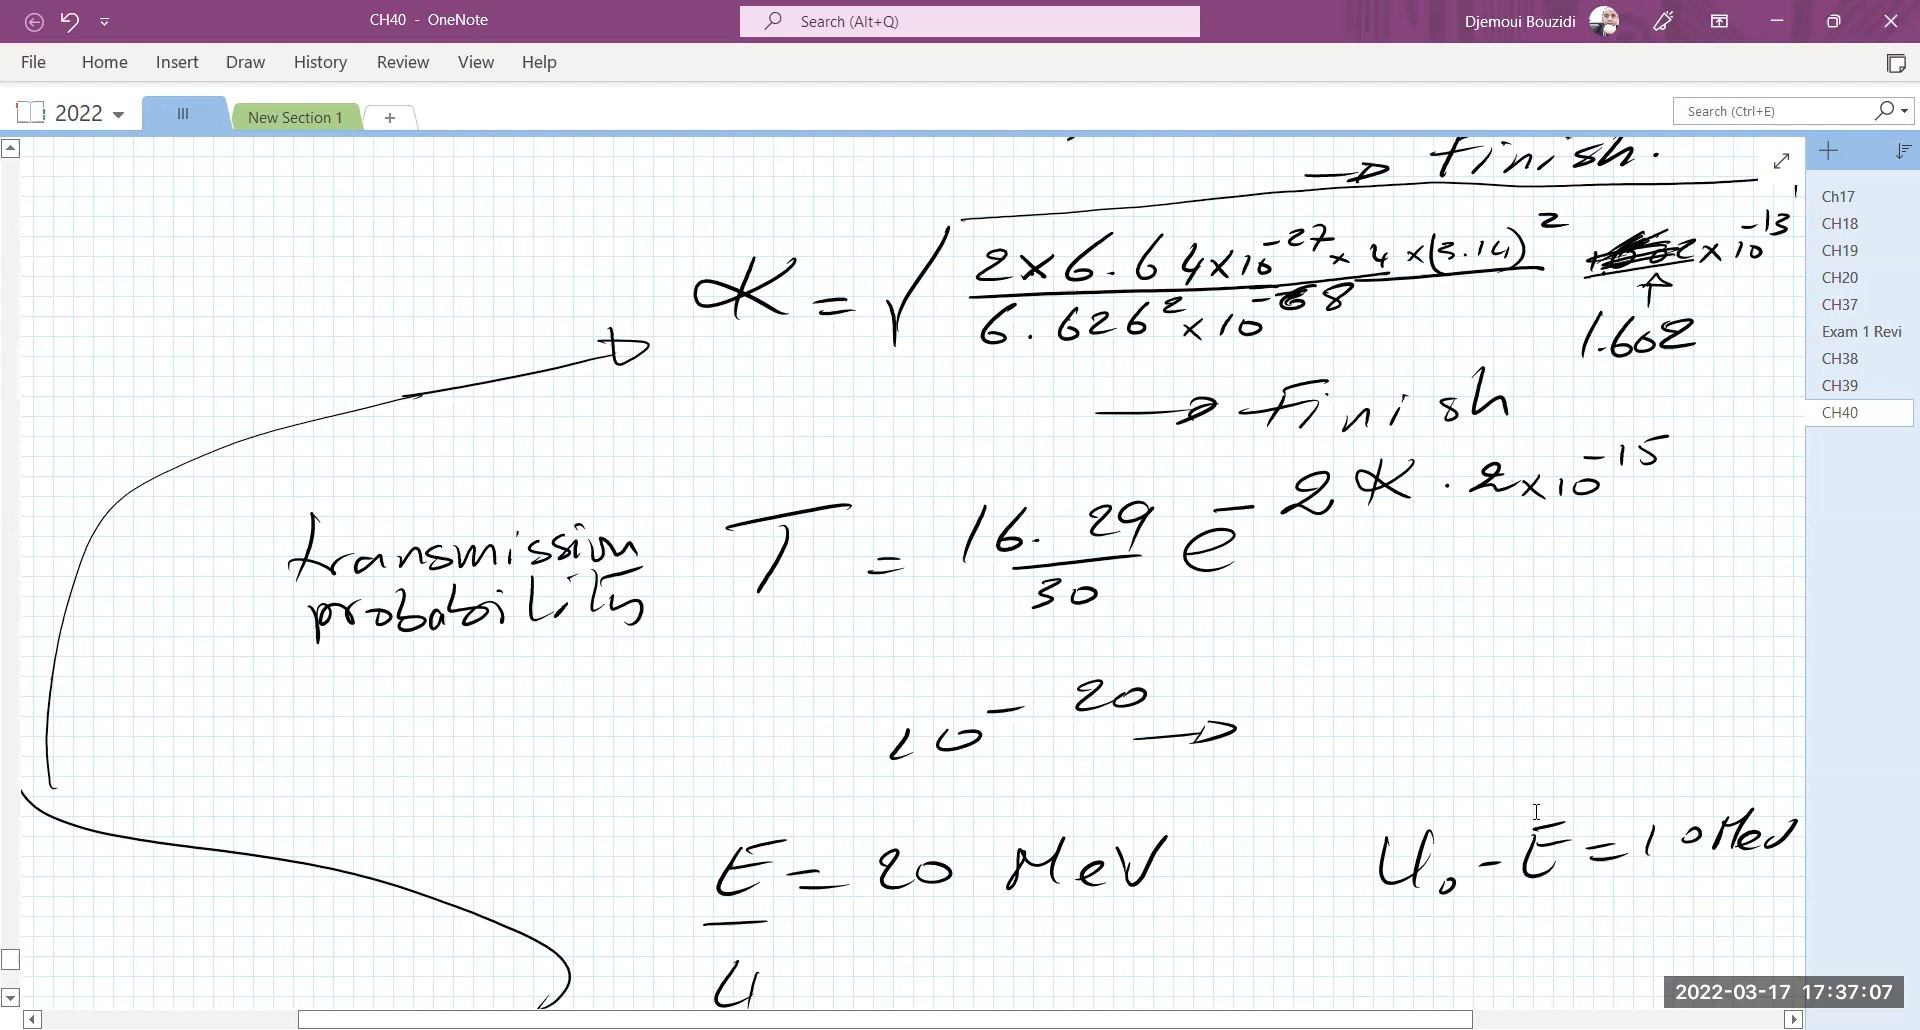 CH40 - OneNote
Search (Alt+Q)
Djemoui Bouzidi
File Home Insert Draw History Review View Help
2022
III
New Section 1
+
Search (Ctrl+E)
Ch17
CH18
CH19
CH20
CH37
Exam 1 Revi
CH38
CH39
CH40
→ finish.
α = √ 2×6.64×10^-27 × 4 ×(3.14)^2 / 6.626^2 ×10^-68 ×10^-13
1.602
→ finish
T = 16. 29/30 e^-2α . 2×10^-15
transmission
probability
10^-20 →
E = 20 MeV
U₀ - E = 10 MeV
U
2022-03-17 17:37:07